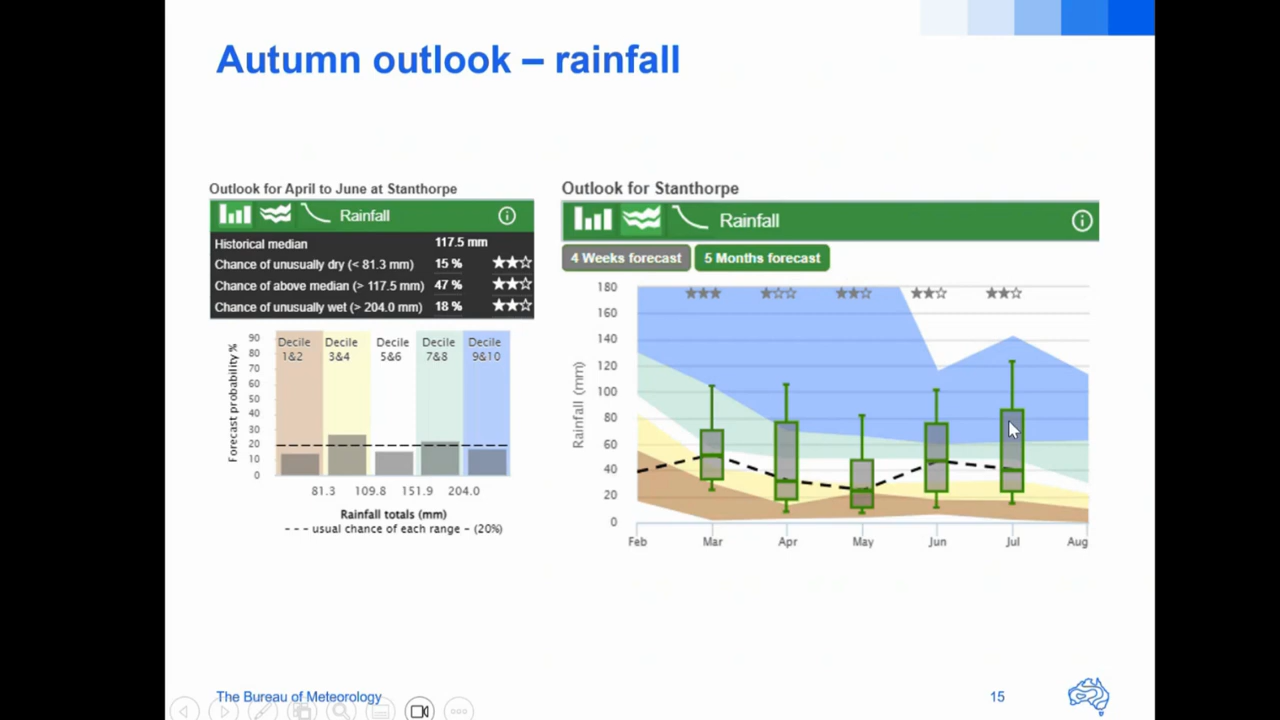 Autumn outlook – rainfall
Outlook for April to June at Stanthorpe
Rainfall
Historical median 117.5 mm
Chance of unusually dry (< 81.3 mm) 15 % ★★☆
Chance of above median (> 117.5 mm) 47 % ★★☆
Chance of unusually wet (> 204.0 mm) 18 % ★★☆
Forecast probability %
90
80
70
60
50
40
30
20
10
0
Decile 1&2
Decile 3&4
Decile 5&6
Decile 7&8
Decile 9&10
81.3 109.8 151.9 204.0
Rainfall totals (mm)
- - - usual chance of each range – (20%)
Outlook for Stanthorpe
Rainfall
4 Weeks forecast 5 Months forecast
★★★ ★☆☆ ★★☆ ★★☆ ★★☆
Rainfall (mm)
180
160
140
120
100
80
60
40
20
0
Feb Mar Apr May Jun Jul Aug
The Bureau of Meteorology 15